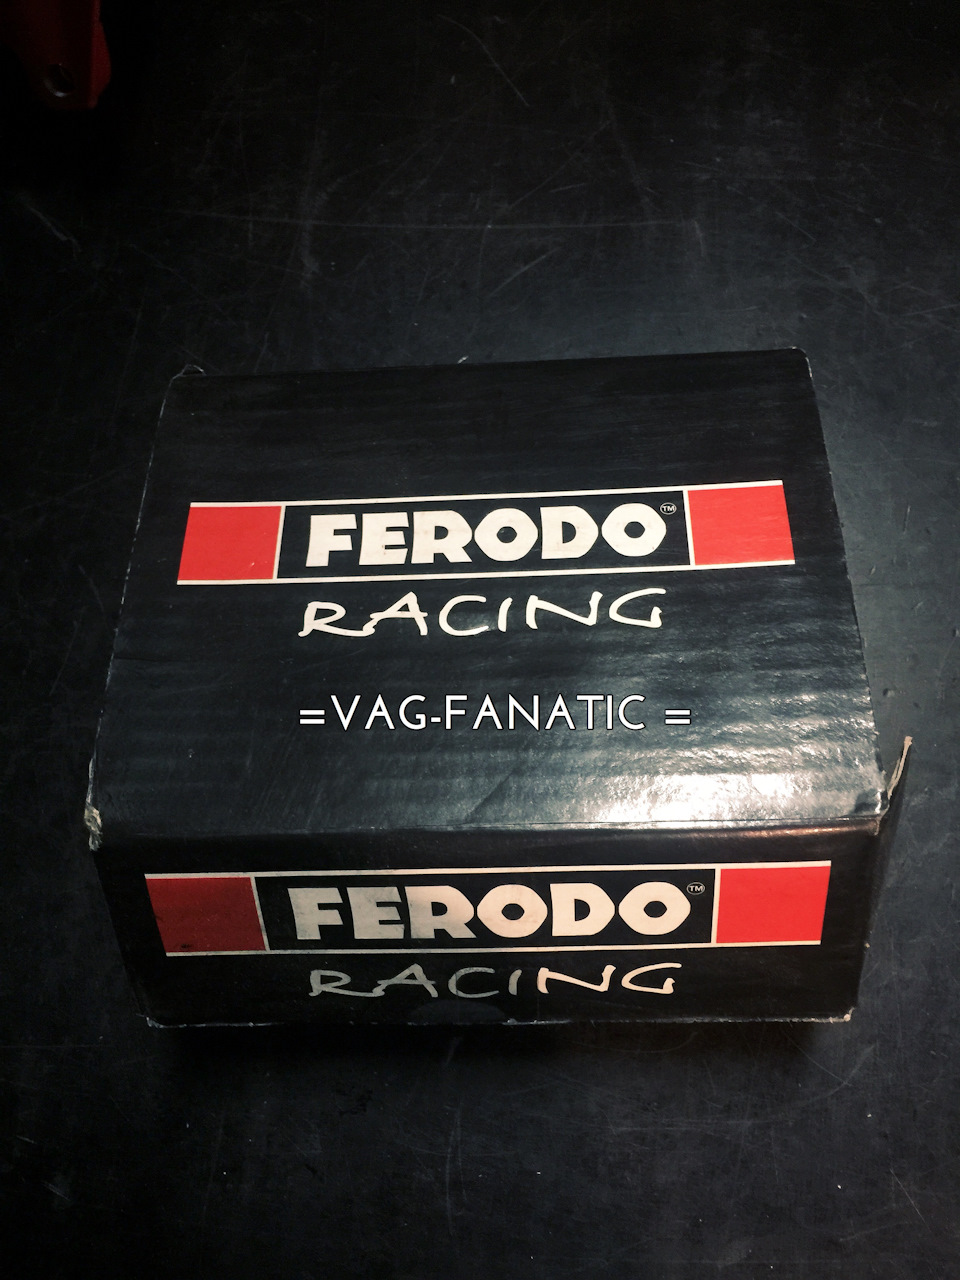 FERODO™
RACING
=VAG-FANATIC =
FERODO™
RACING